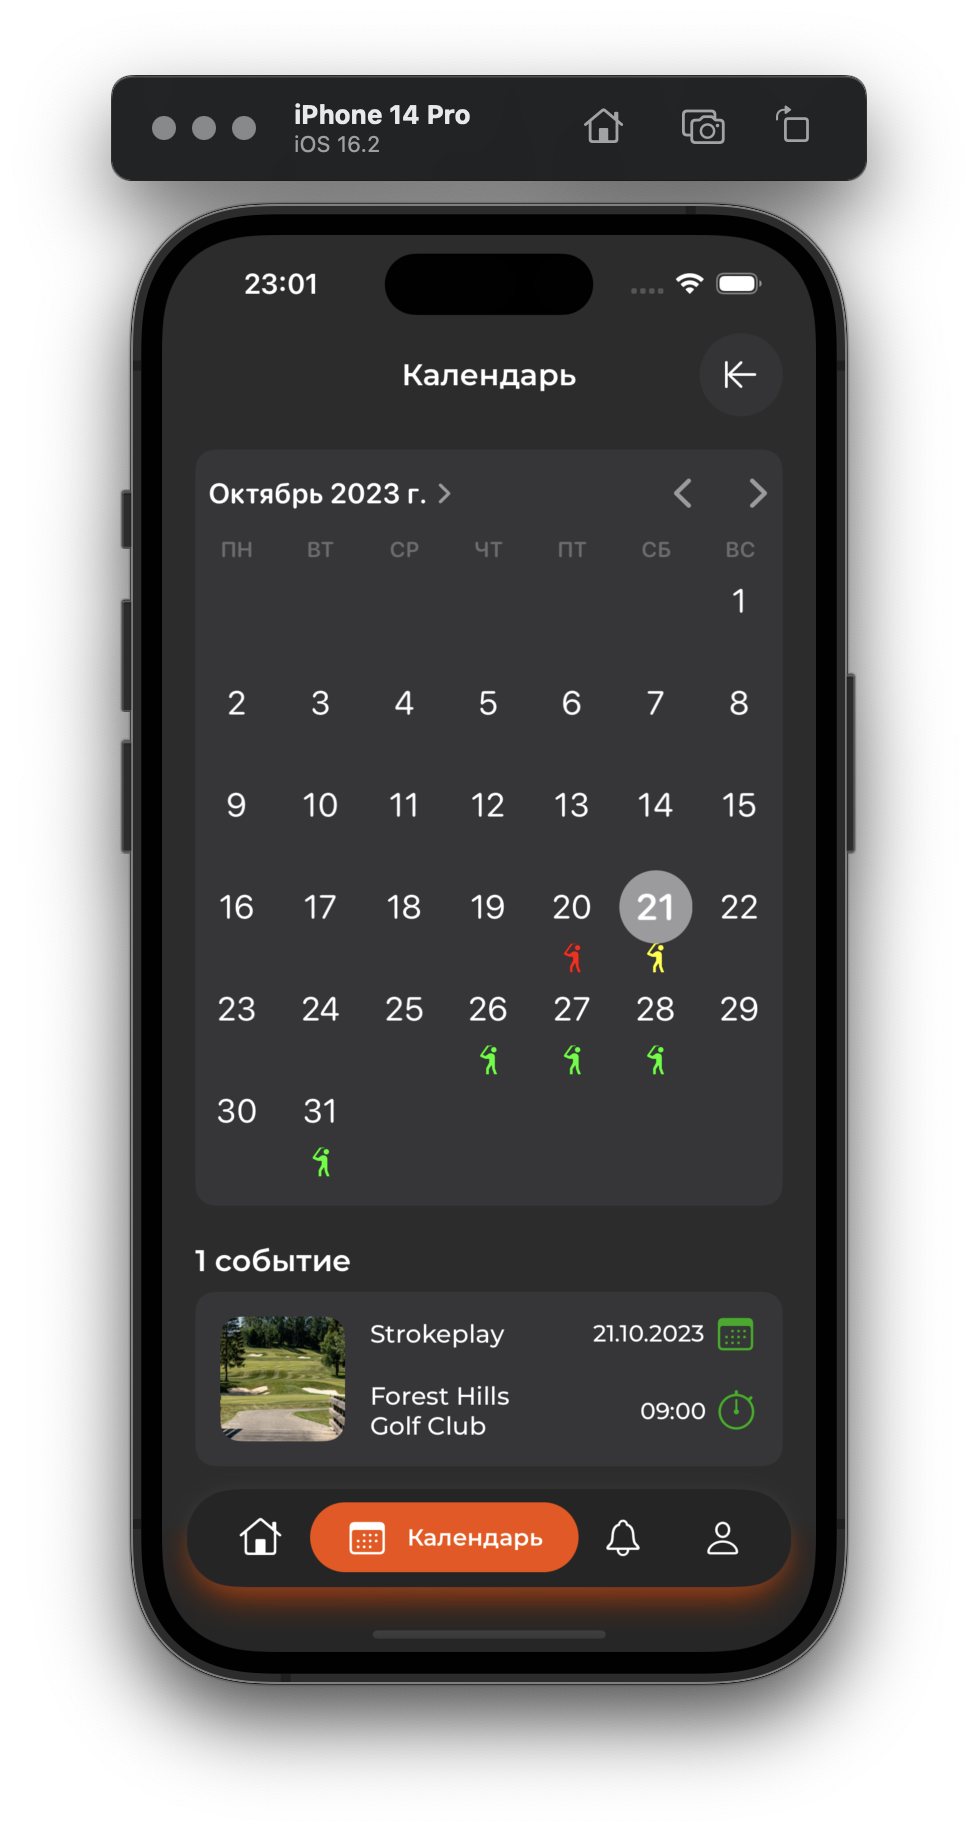 iPhone 14 Pro
iOS 16.2
23:01
Календарь
Октябрь 2023 г.
ПН ВТ СР ЧТ ПТ СБ ВС
1
2 3 4 5 6 7 8
9 10 11 12 13 14 15
16 17 18 19 20 21 22
23 24 25 26 27 28 29
30 31
1 событие
Strokeplay 21.10.2023
Forest Hills
Golf Club 09:00
Календарь